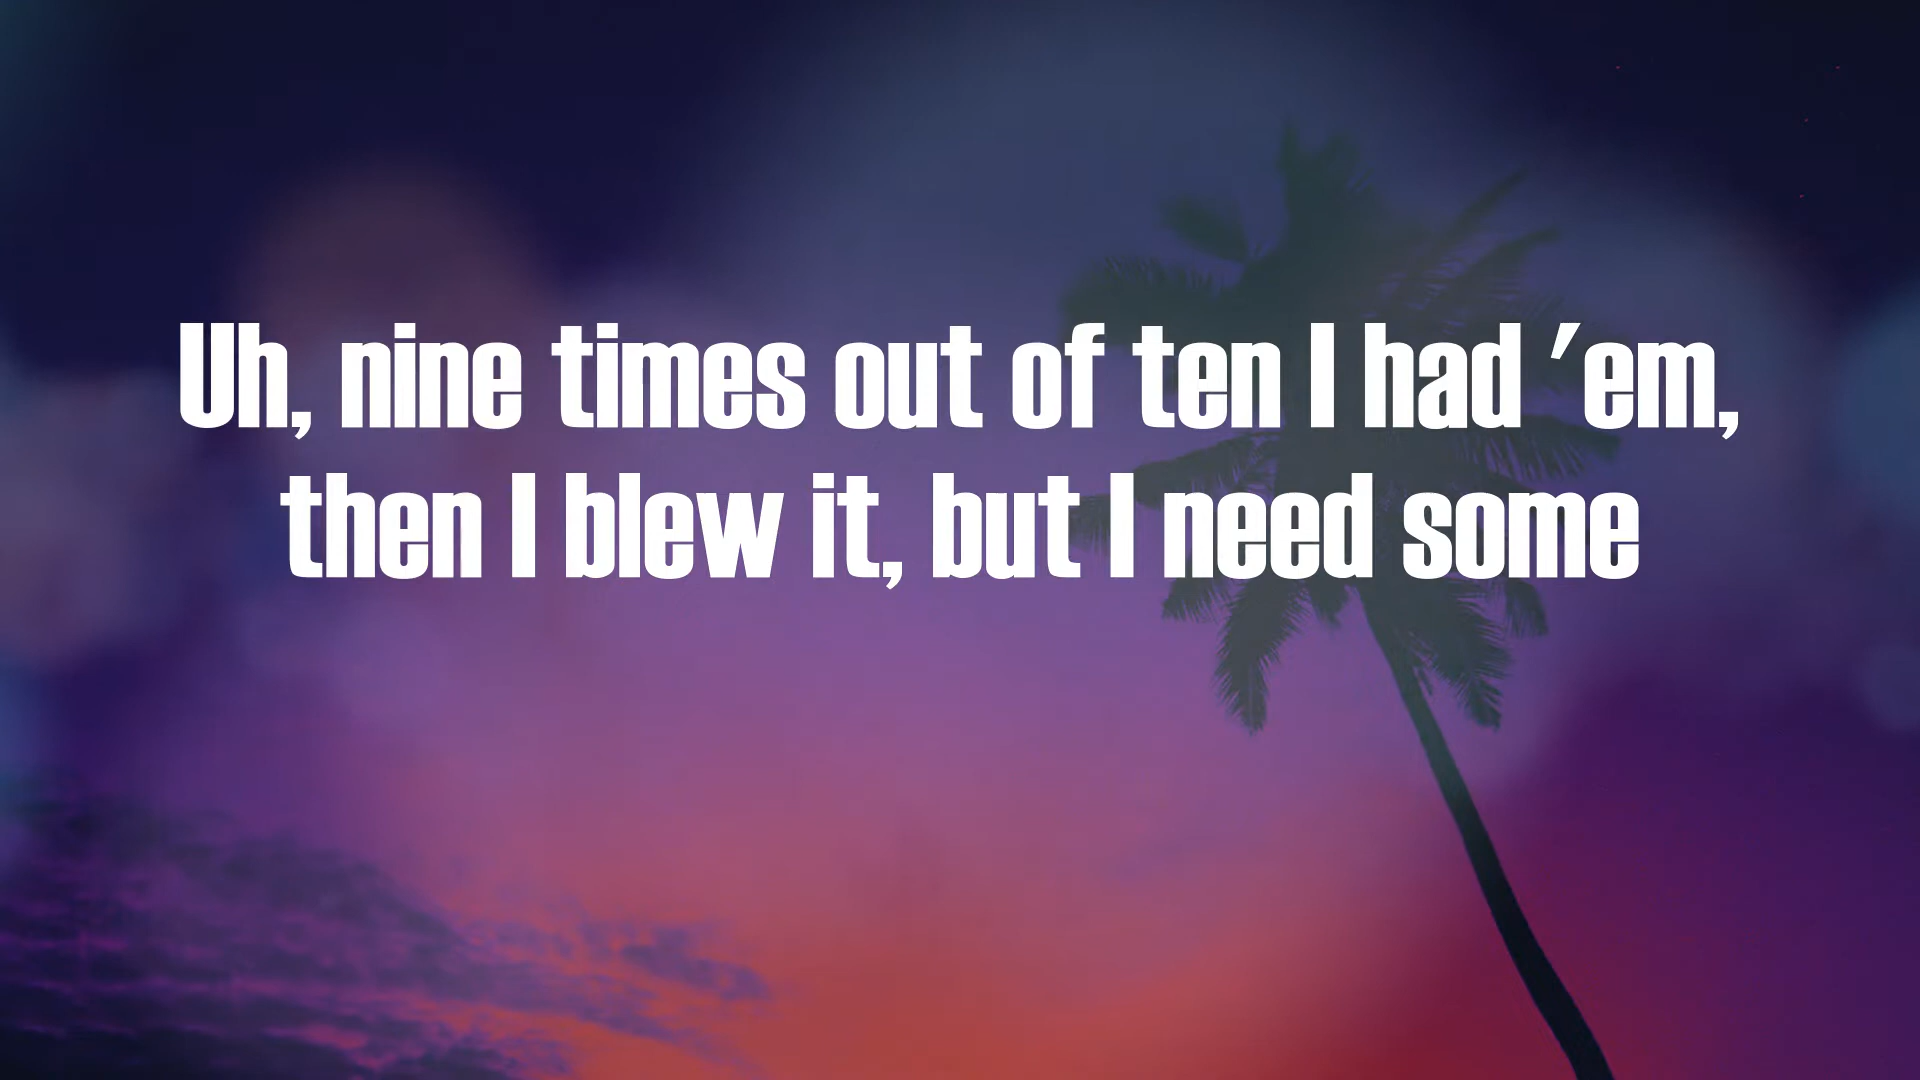 Uh, nine times out of ten I had 'em,
then I blew it, but I need some